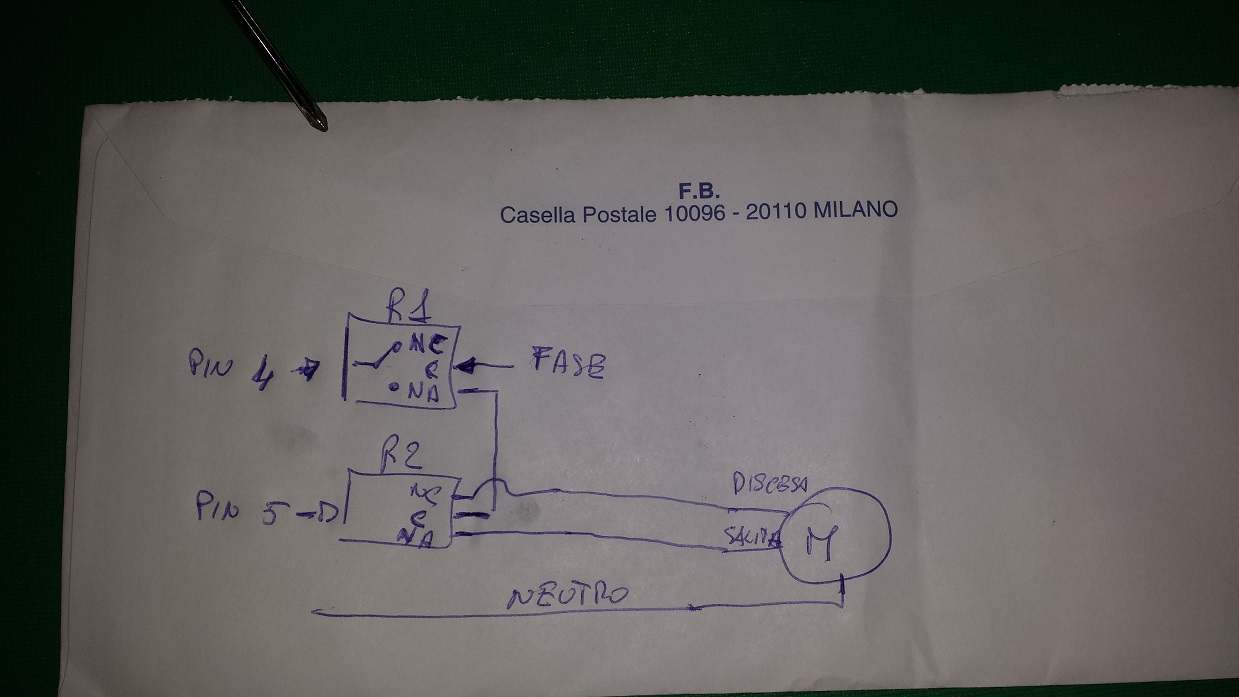 F.B.
Casella Postale 10096 - 20110 MILANO
R1
NC
PIN 4
C
FASE
NA
R2
NC
DISCESA
PIN 5
C
NA
SALITA
M
NEUTRO